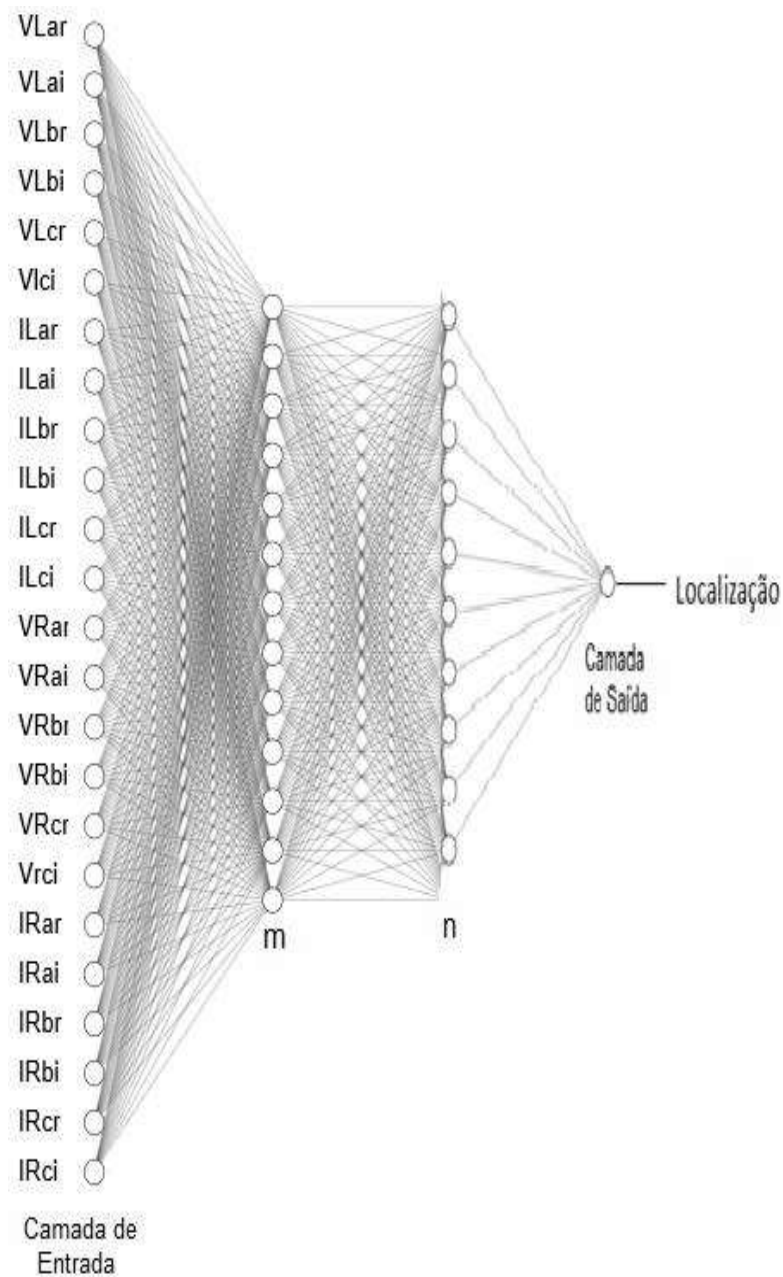 VLar
VLai
VLbr
VLbi
VLcr
Vlci
ILar
ILai
ILbr
ILbi
ILcr
ILci
VRar
VRai
VRbr
VRbi
VRcr
Vrci
IRar
IRai
IRbr
IRbi
IRcr
IRci
Camada de
Entrada
m
n
Localização
Camada
de Saída